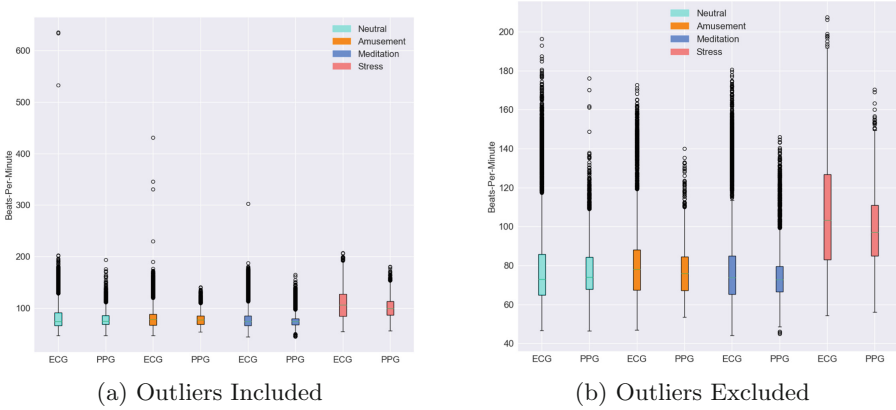 Neutral
Amusement
Meditation
Stress
600
500
400
300
200
100
Beats-Per-Minute
ECG PPG ECG PPG ECG PPG ECG PPG
(a) Outliers Included
Neutral
Amusement
Meditation
Stress
200
180
160
140
120
100
80
60
40
Beats-Per-Minute
ECG PPG ECG PPG ECG PPG ECG PPG
(b) Outliers Excluded